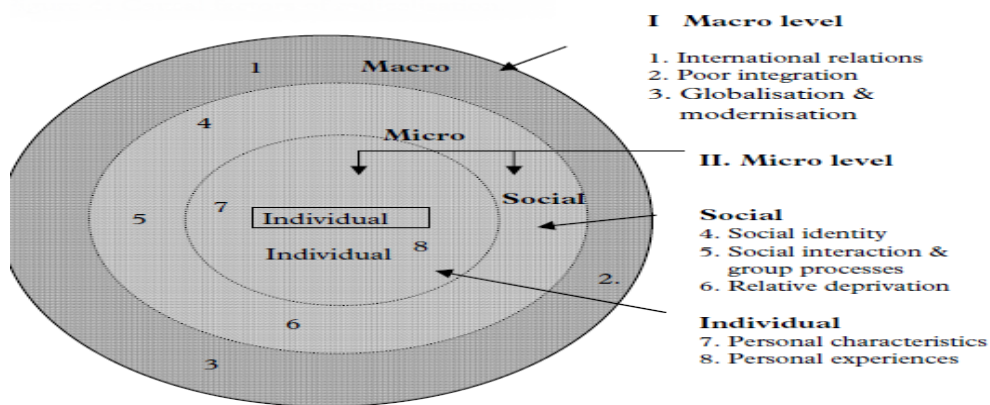 I Macro level
1. International relations
2. Poor integration
3. Globalisation &
modernisation
II. Micro level
Social
4. Social identity
5. Social interaction &
group processes
6. Relative deprivation
Individual
7. Personal characteristics
8. Personal experiences
1
Macro
4
Micro
7
Social
5
Individual
8
Individual
2.
6
3